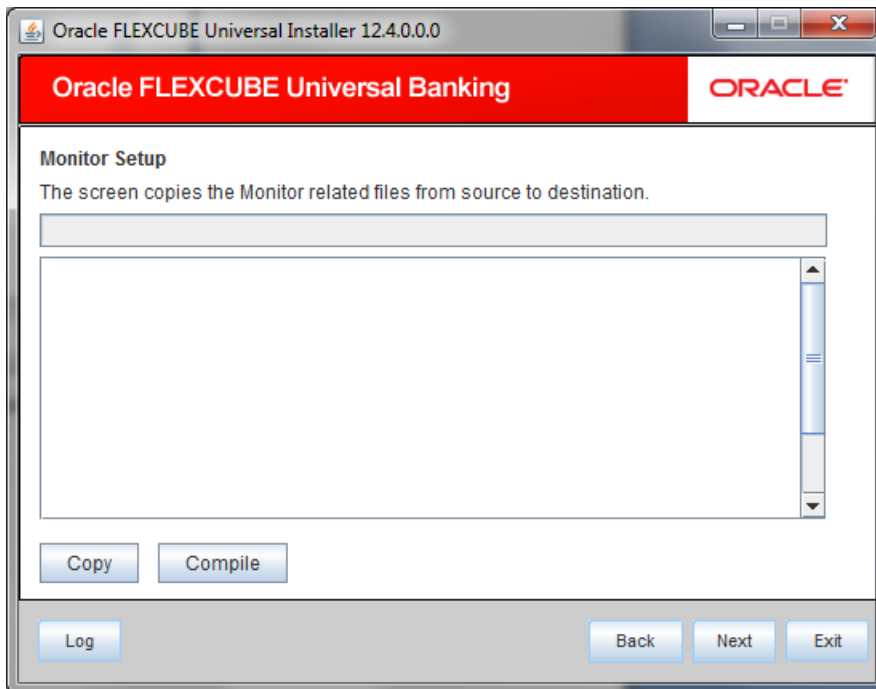 Oracle FLEXCUBE Universal Installer 12.4.0.0.0
Oracle FLEXCUBE Universal Banking
ORACLE
Monitor Setup
The screen copies the Monitor related files from source to destination.
Copy Compile
Log Back Next Exit